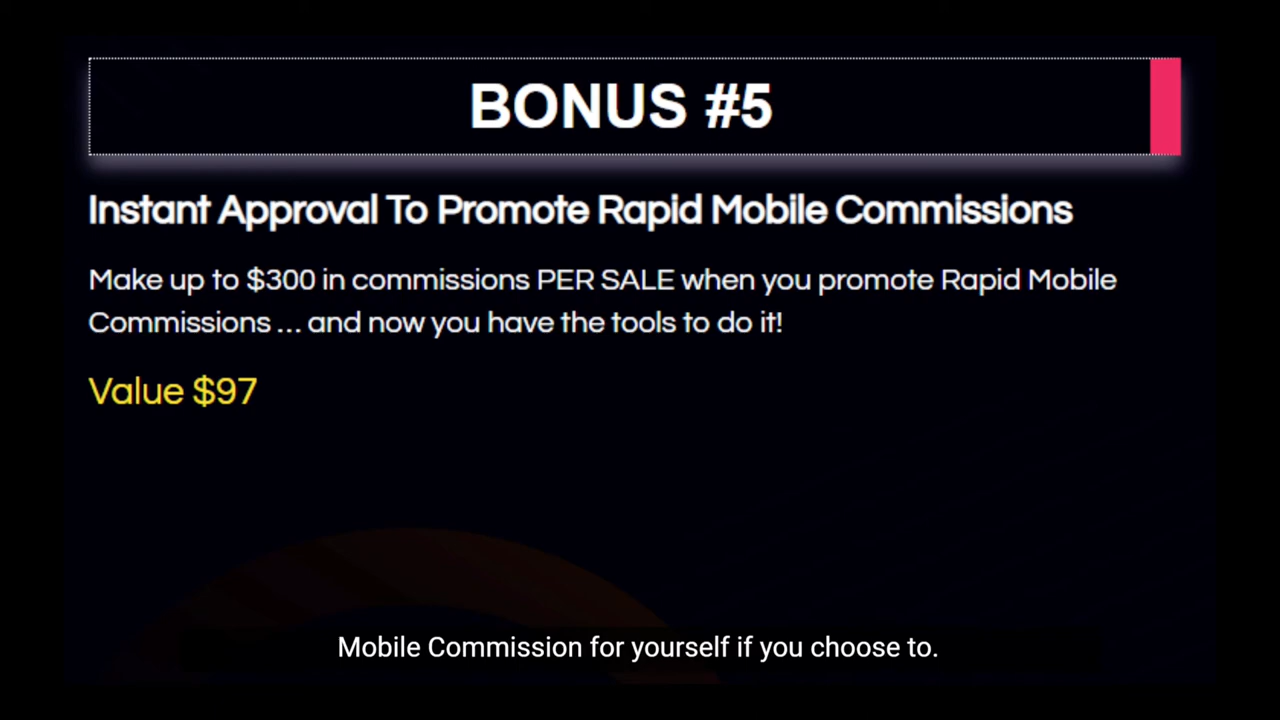 BONUS #5
Instant Approval To Promote Rapid Mobile Commissions
Make up to $300 in commissions PER SALE when you promote Rapid Mobile
Commissions ... and now you have the tools to do it!
Value $97
Mobile Commission for yourself if you choose to.